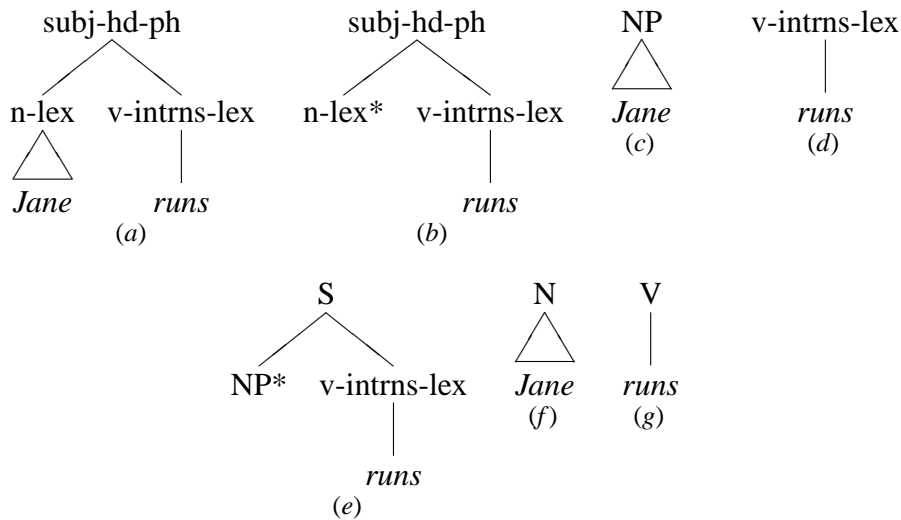 subj-hd-ph subj-hd-ph NP v-intrns-lex
n-lex v-intrns-lex n-lex* v-intrns-lex Jane runs
(c) (d)
Jane runs runs
(a) (b)
S N V
NP* v-intrns-lex Jane runs
(f) (g)
runs
(e)